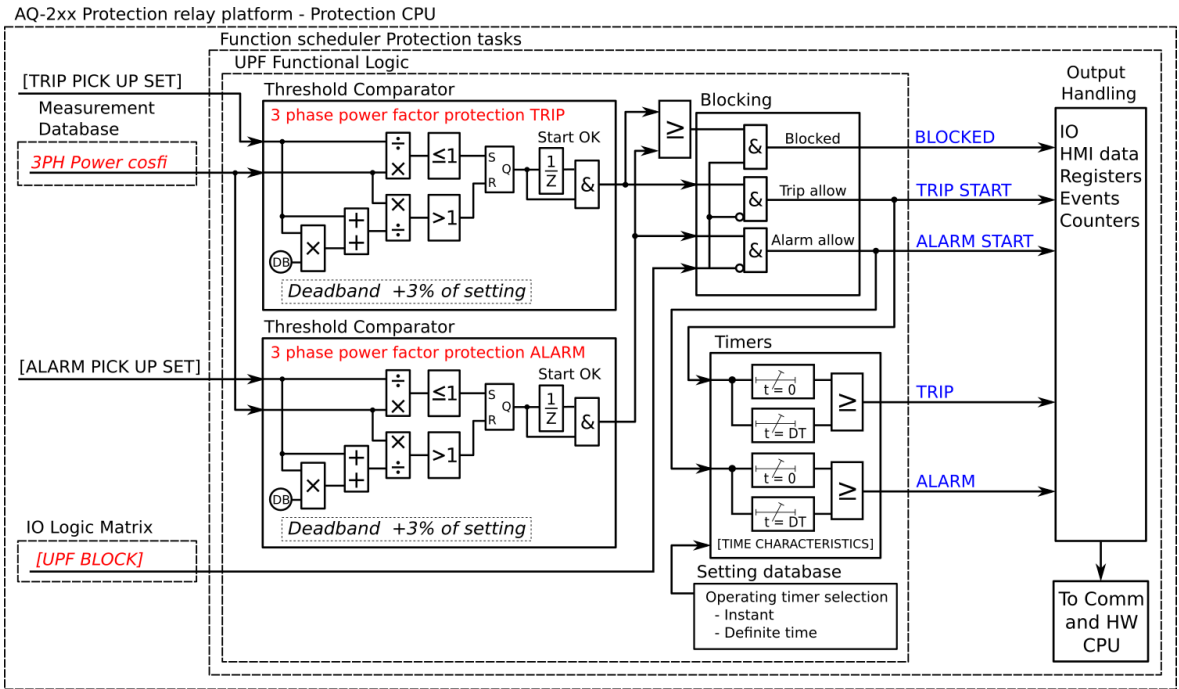 AQ-2xx Protection relay platform - Protection CPU
Function scheduler Protection tasks
UPF Functional Logic
[TRIP PICK UP SET]
Measurement
Database
3PH Power cosfi
Threshold Comparator
3 phase power factor protection TRIP
÷
×
≤1
S
Q
R
Start OK
1
Z
&
×
÷
>1
+
+
×
DB
Deadband +3% of setting
≥
Blocking
&
Blocked
&
Trip allow
&
Alarm allow
BLOCKED
TRIP START
ALARM START
Output
Handling
IO
HMI data
Registers
Events
Counters
[ALARM PICK UP SET]
Threshold Comparator
3 phase power factor protection ALARM
÷
×
≤1
S
Q
R
Start OK
1
Z
&
×
÷
>1
+
+
×
DB
Deadband +3% of setting
Timers
t = 0
t = DT
≥
t = 0
t = DT
≥
[TIME CHARACTERISTICS]
TRIP
ALARM
IO Logic Matrix
[UPF BLOCK]
Setting database
Operating timer selection
- Instant
- Definite time
To Comm
and HW
CPU